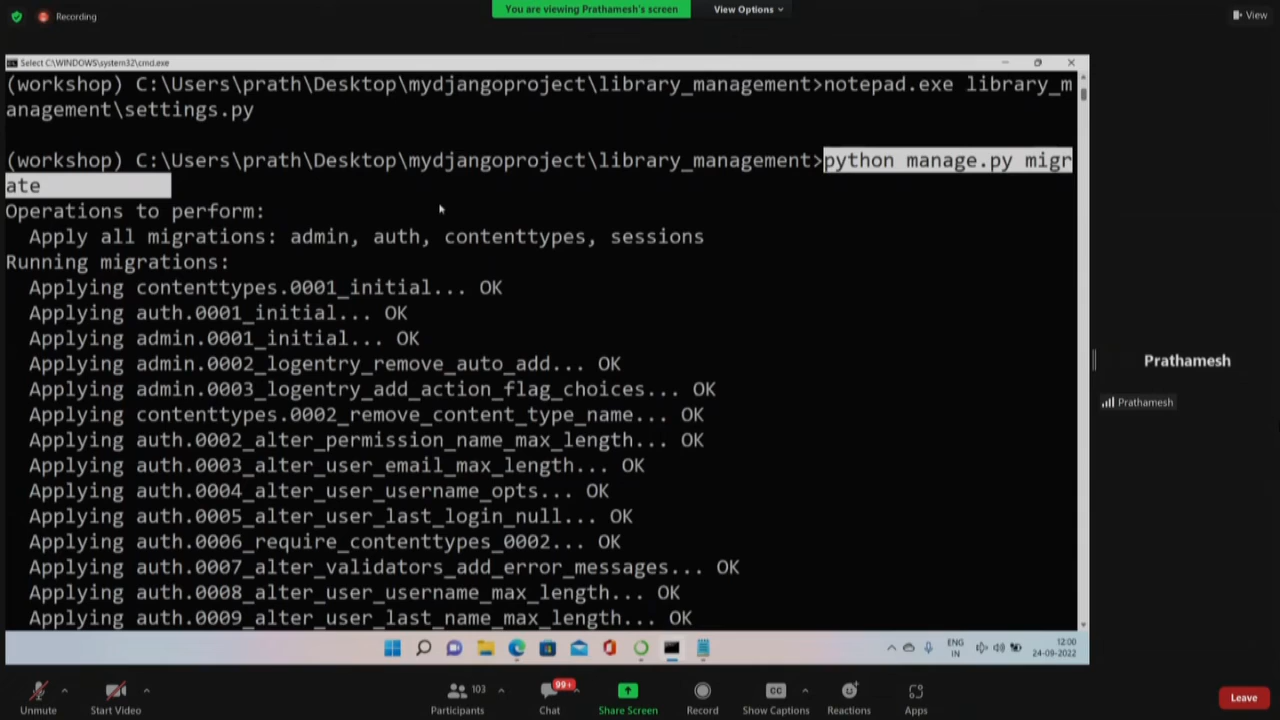 Recording
You are viewing Prathamesh's screen
View Options
View
Select C:\WINDOWS\system32\cmd.exe
(workshop) C:\Users\prath\Desktop\mydjangoproject\library_management>notepad.exe library_m
anagement\settings.py
(workshop) C:\Users\prath\Desktop\mydjangoproject\library_management>python manage.py migr
ate
Operations to perform:
Apply all migrations: admin, auth, contenttypes, sessions
Running migrations:
Applying contenttypes.0001_initial... OK
Applying auth.0001_initial... OK
Applying admin.0001_initial... OK
Applying admin.0002_logentry_remove_auto_add... OK
Applying admin.0003_logentry_add_action_flag_choices... OK
Applying contenttypes.0002_remove_content_type_name... OK
Applying auth.0002_alter_permission_name_max_length... OK
Applying auth.0003_alter_user_email_max_length... OK
Applying auth.0004_alter_user_username_opts... OK
Applying auth.0005_alter_user_last_login_null... OK
Applying auth.0006_require_contenttypes_0002... OK
Applying auth.0007_alter_validators_add_error_messages... OK
Applying auth.0008_alter_user_username_max_length... OK
Applying auth.0009_alter_user_last_name_max_length... OK
Prathamesh
Prathamesh
ENG
IN
12:00
24-09-2022
Unmute
Start Video
Participants
103
Chat
99+
Share Screen
Record
CC
Show Captions
Reactions
Apps
Leave